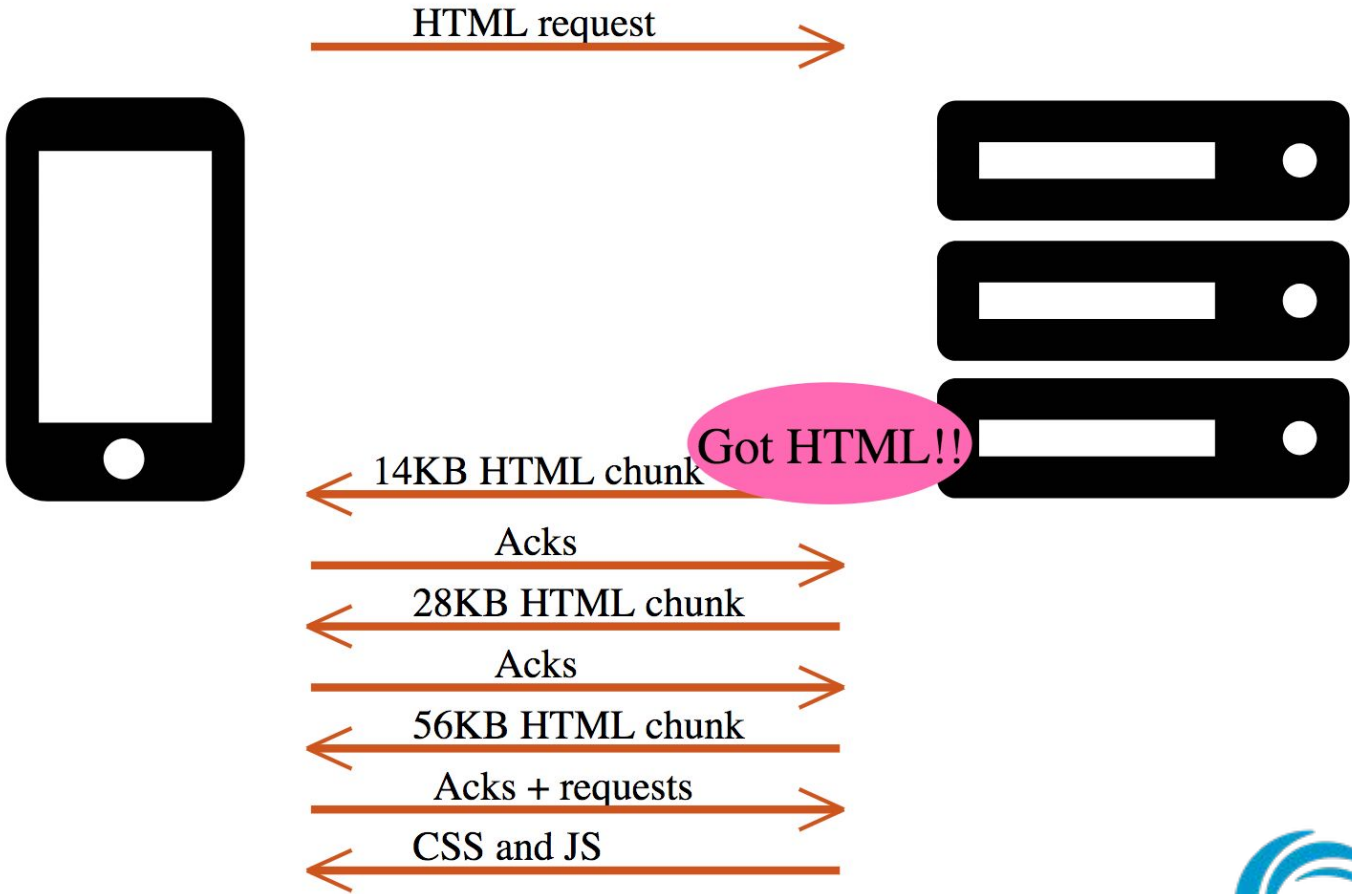 HTML request
Got HTML!!
14KB HTML chunk
Acks
28KB HTML chunk
Acks
56KB HTML chunk
Acks + requests
CSS and JS